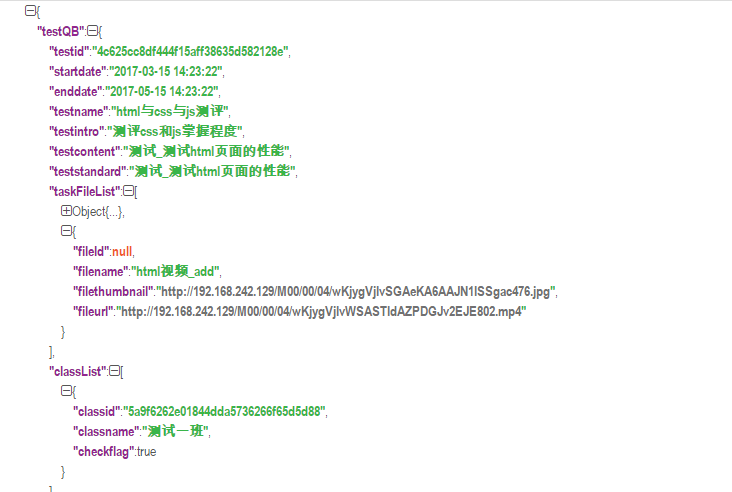 {
"testQB":{
"testid":"4c625cc8df444f15aff38635d582128e",
"startdate":"2017-03-15 14:23:22",
"enddate":"2017-05-15 14:23:22",
"testname":"html与css与js测评",
"testintro":"测评css和js掌握程度",
"testcontent":"测试_测试html页面的性能",
"teststandard":"测试_测试html页面的性能",
"taskFileList":[
Object{...},
{
"fileId":null,
"filename":"html视频_add",
"filethumbnail":"http://192.168.242.129/M00/00/04/wKjygVjIvSGAeKA6AAJN1ISSgac476.jpg",
"fileurl":"http://192.168.242.129/M00/00/04/wKjygVjIvWSASTIdAZPDGJv2EJE802.mp4"
}
],
"classList":[
{
"classid":"5a9f6262e01844dda5736266f65d5d88",
"classname":"测试一班",
"checkflag":true
}
]